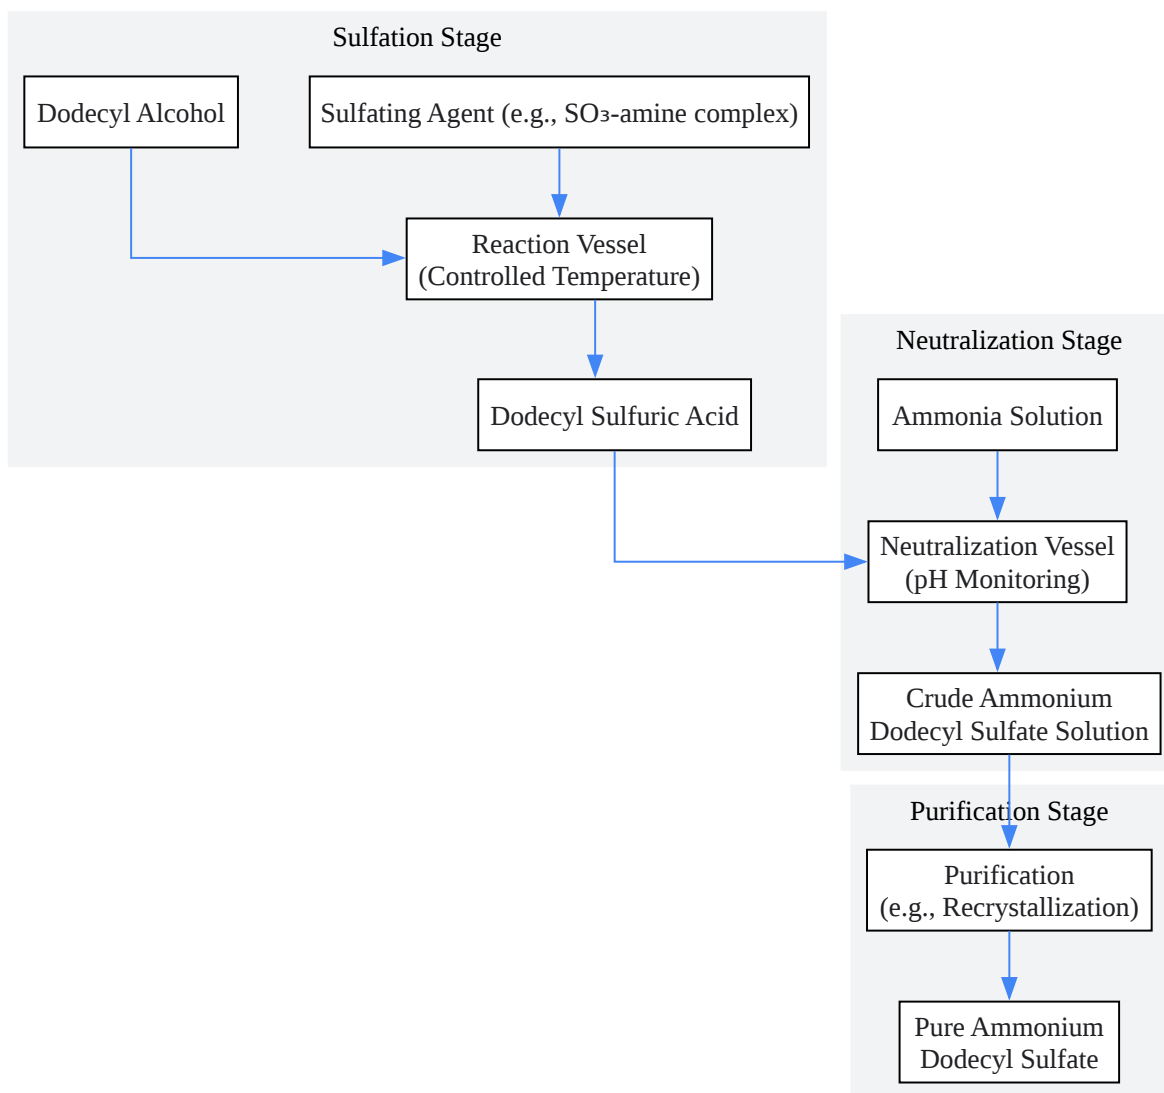 Sulfation Stage
Dodecyl Alcohol
Sulfating Agent (e.g., SO₃-amine complex)
Reaction Vessel
(Controlled Temperature)
Dodecyl Sulfuric Acid
Neutralization Stage
Ammonia Solution
Neutralization Vessel
(pH Monitoring)
Crude Ammonium
Dodecyl Sulfate Solution
Purification Stage
Purification
(e.g., Recrystallization)
Pure Ammonium
Dodecyl Sulfate